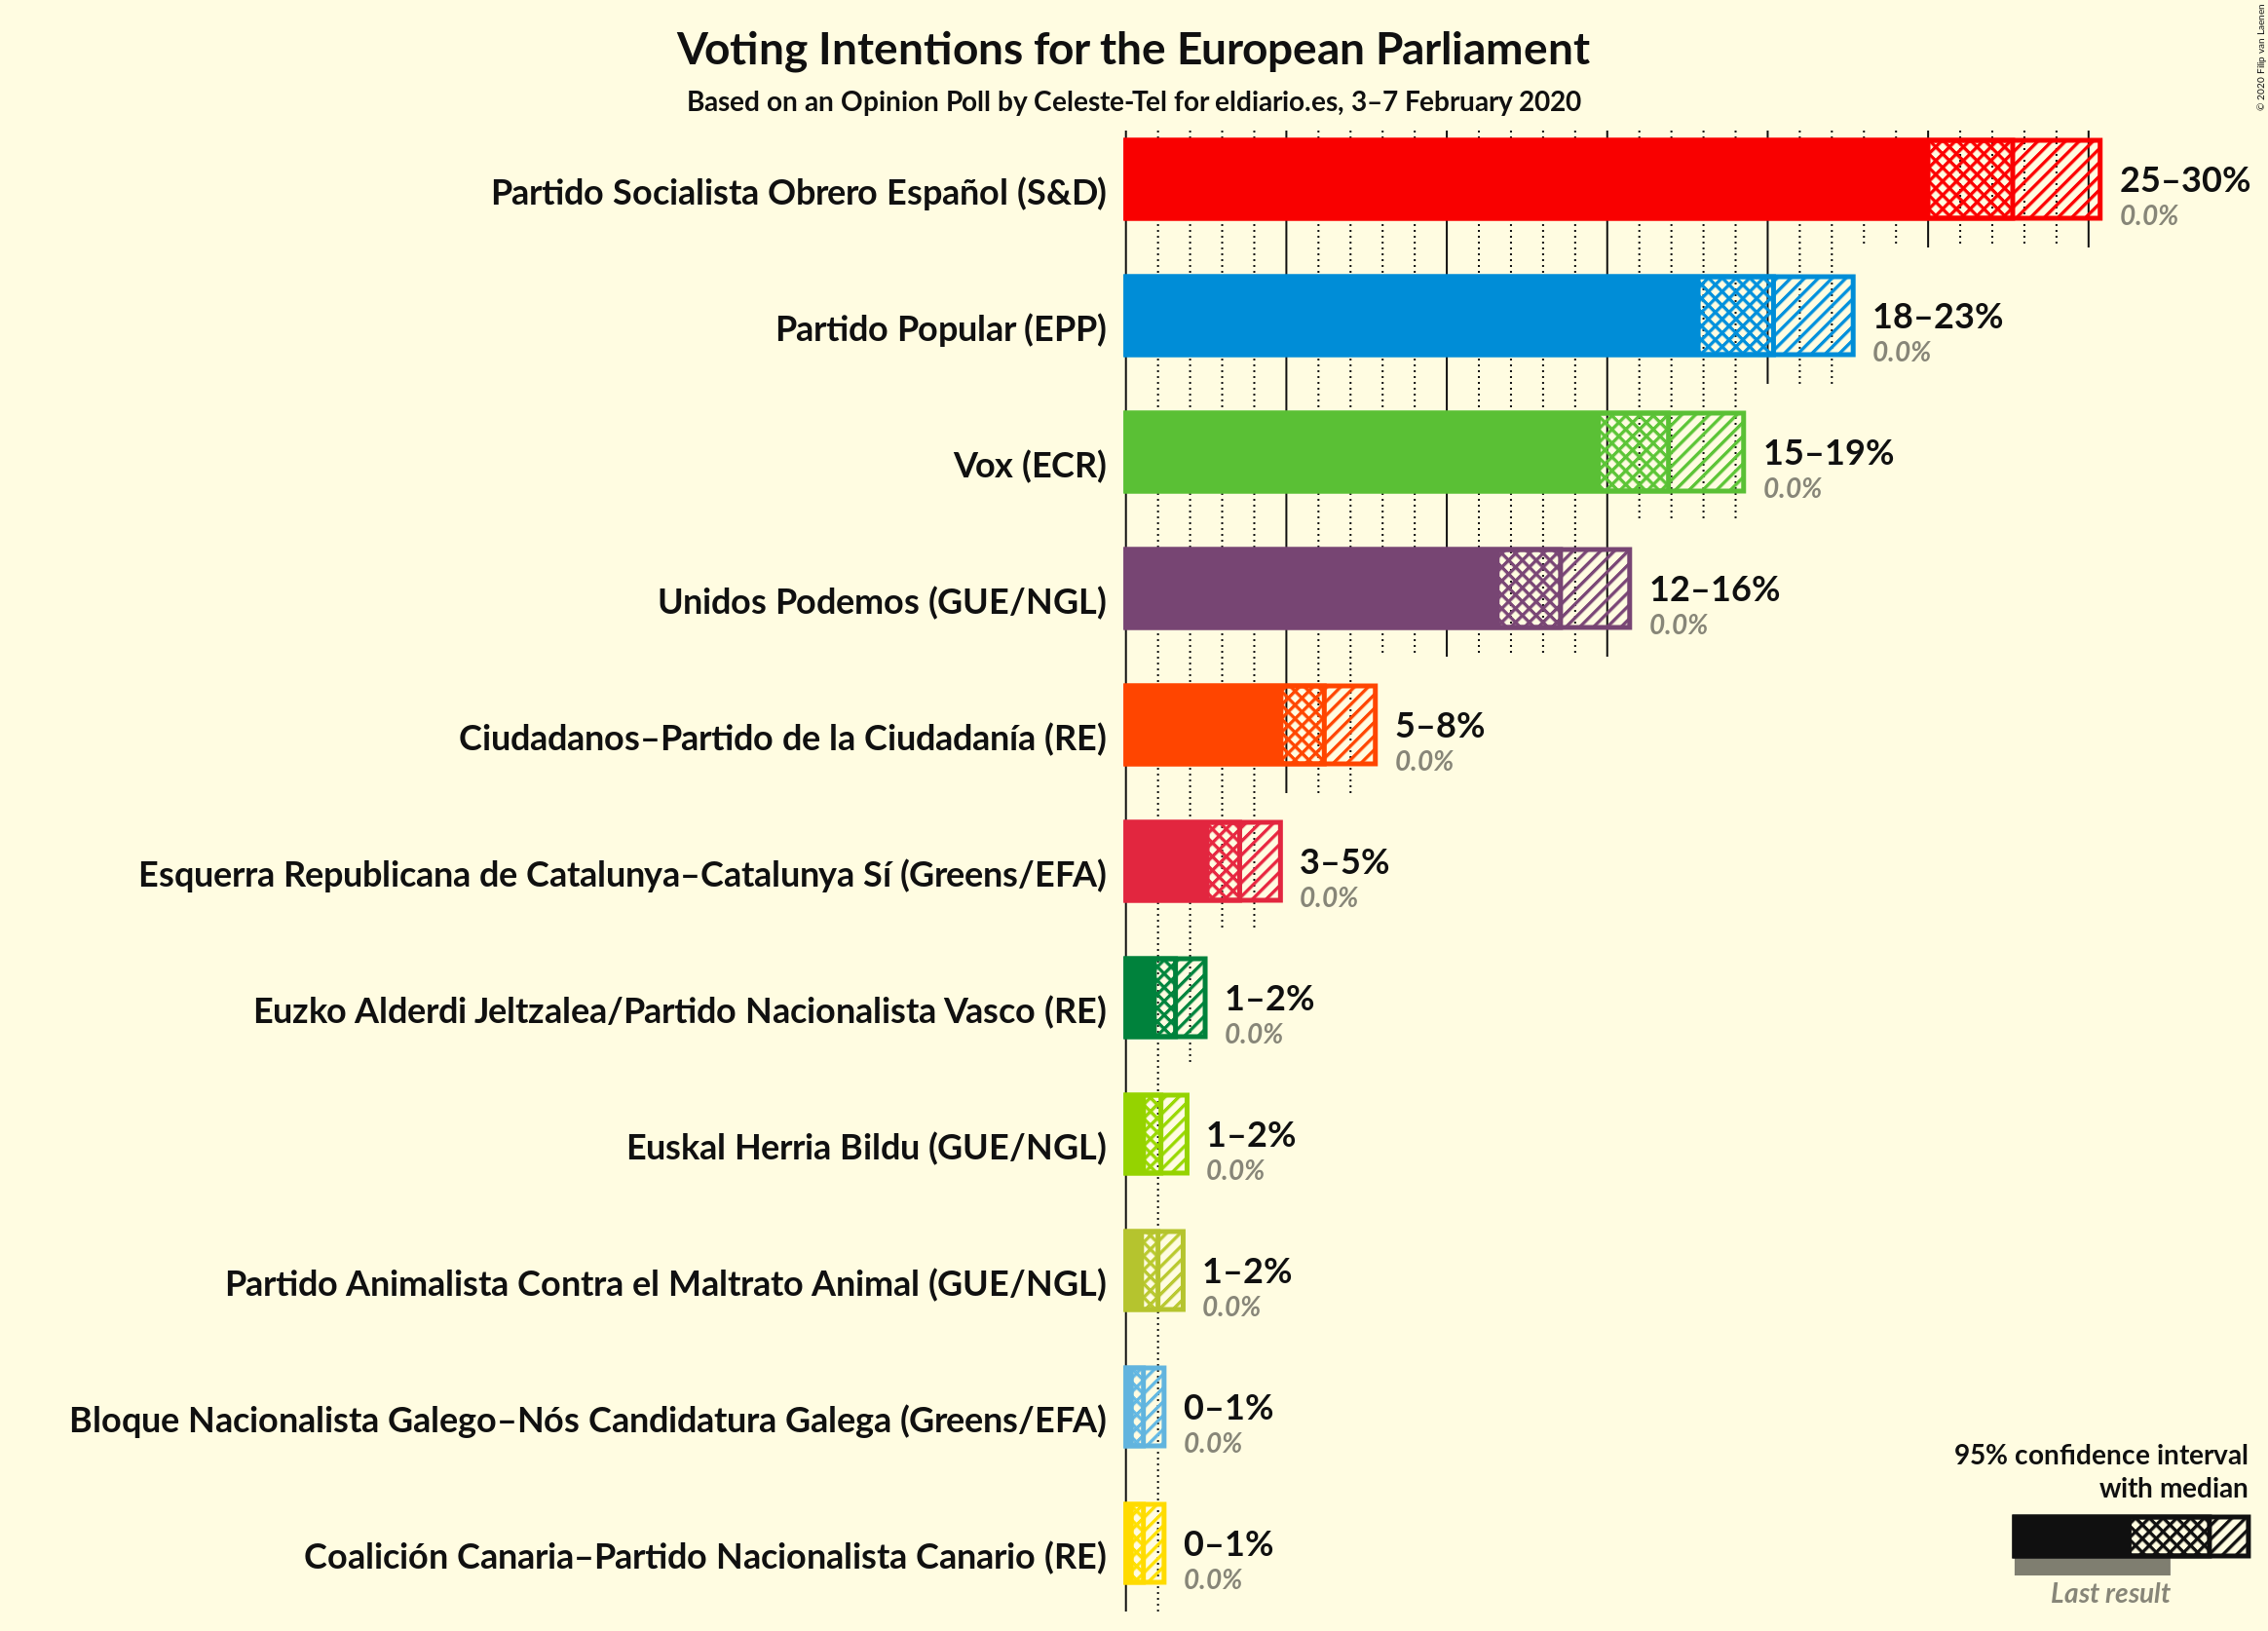 Voting Intentions for the European Parliament
Based on an Opinion Poll by Celeste-Tel for eldiario.es, 3–7 February 2020
© 2020 Filip van Laenen
Partido Socialista Obrero Español (S&D)
25–30%
0.0%
Partido Popular (EPP)
18–23%
0.0%
Vox (ECR)
15–19%
0.0%
Unidos Podemos (GUE/NGL)
12–16%
0.0%
Ciudadanos–Partido de la Ciudadanía (RE)
5–8%
0.0%
Esquerra Republicana de Catalunya–Catalunya Sí (Greens/EFA)
3–5%
0.0%
Euzko Alderdi Jeltzalea/Partido Nacionalista Vasco (RE)
1–2%
0.0%
Euskal Herria Bildu (GUE/NGL)
1–2%
0.0%
Partido Animalista Contra el Maltrato Animal (GUE/NGL)
1–2%
0.0%
Bloque Nacionalista Galego–Nós Candidatura Galega (Greens/EFA)
0–1%
0.0%
Coalición Canaria–Partido Nacionalista Canario (RE)
0–1%
0.0%
95% confidence interval
with median
Last result